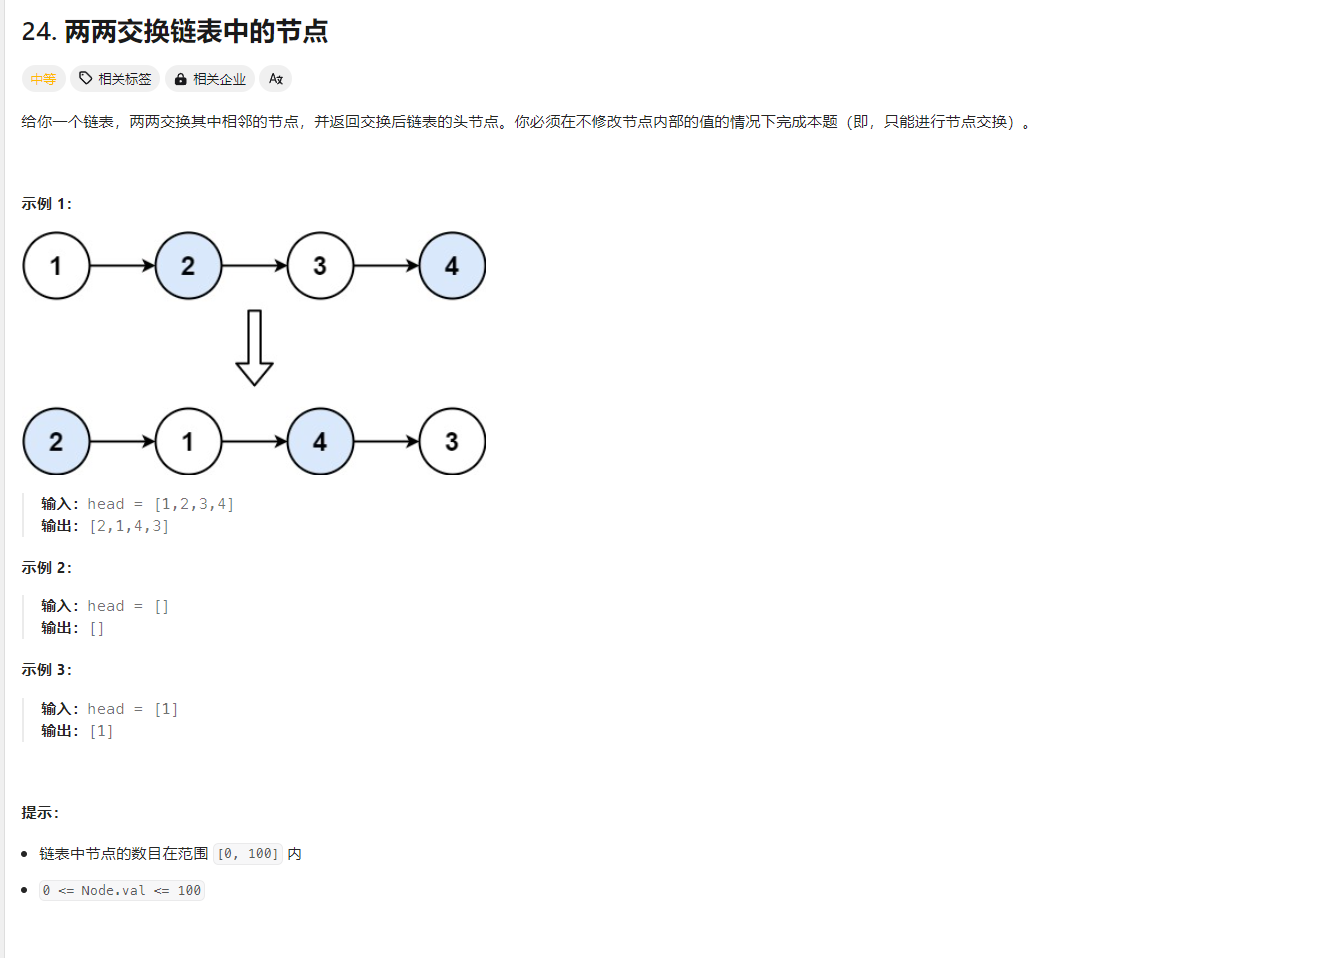 24. 两两交换链表中的节点
中等 相关标签 相关企业 A文
给你一个链表，两两交换其中相邻的节点，并返回交换后链表的头节点。你必须在不修改节点内部的值的情况下完成本题（即，只能进行节点交换）。
示例 1：
1 2 3 4
2 1 4 3
输入：head = [1,2,3,4]
输出：[2,1,4,3]
示例 2：
输入：head = []
输出：[]
示例 3：
输入：head = [1]
输出：[1]
提示：
链表中节点的数目在范围 [0, 100] 内
0 <= Node.val <= 100